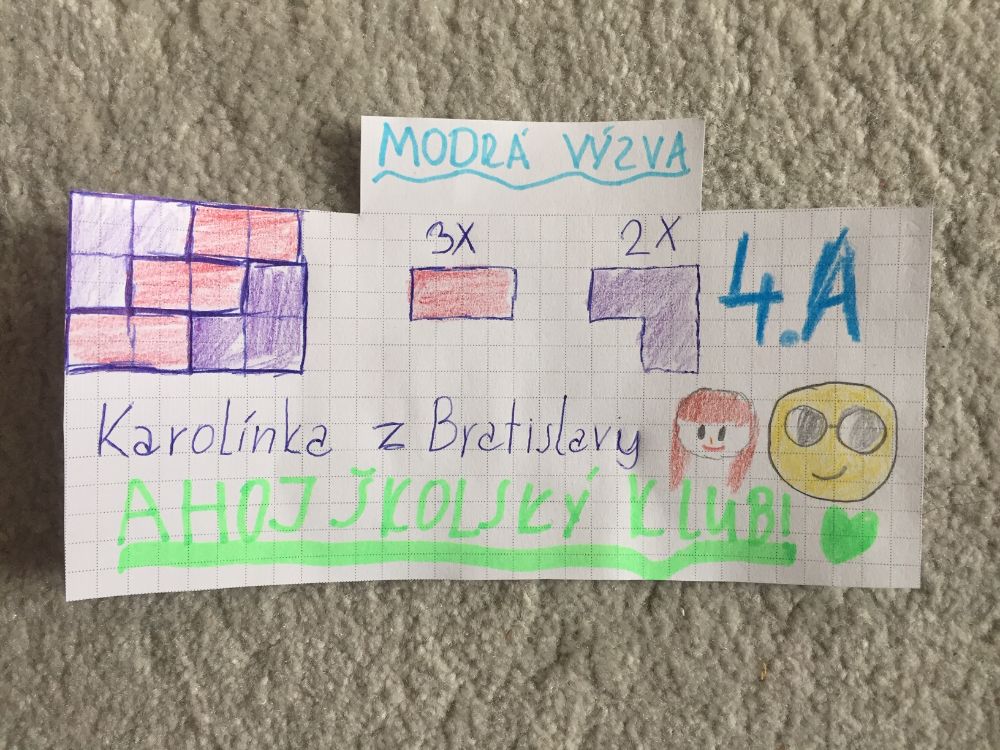 MODRÁ VÝZVA
3X 2X
4.A
Karolínka z Bratislavy
AHOJ ŠKOLSKÝ KLUB!